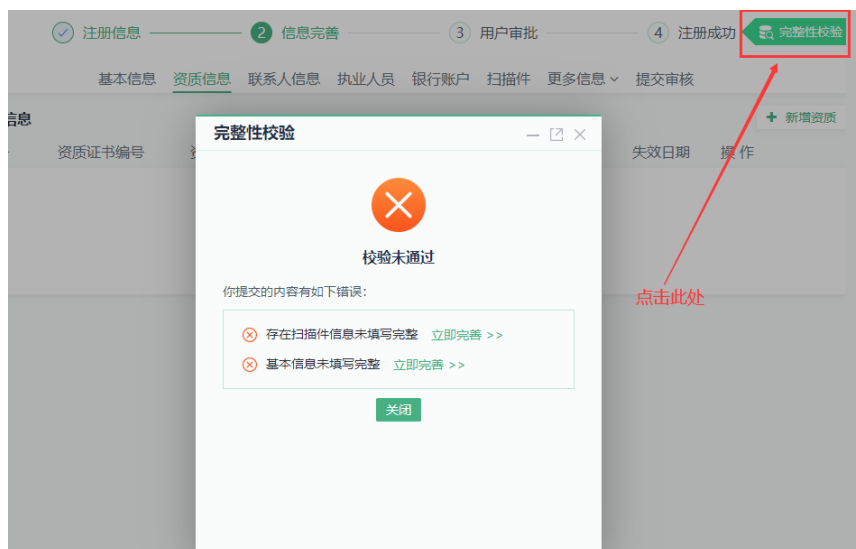 注册信息 2 信息完善 3 用户审批 4 注册成功 完整性校验
基本信息 资质信息 联系人信息 执业人员 银行账户 扫描件 更多信息 提交审核
信息 + 新增资质
完整性校验
资质证书编号 失效日期 操作
校验未通过
你提交的内容有如下错误：
点击此处
存在扫描件信息未填写完整 立即完善 >>
基本信息未填写完整 立即完善 >>
关闭